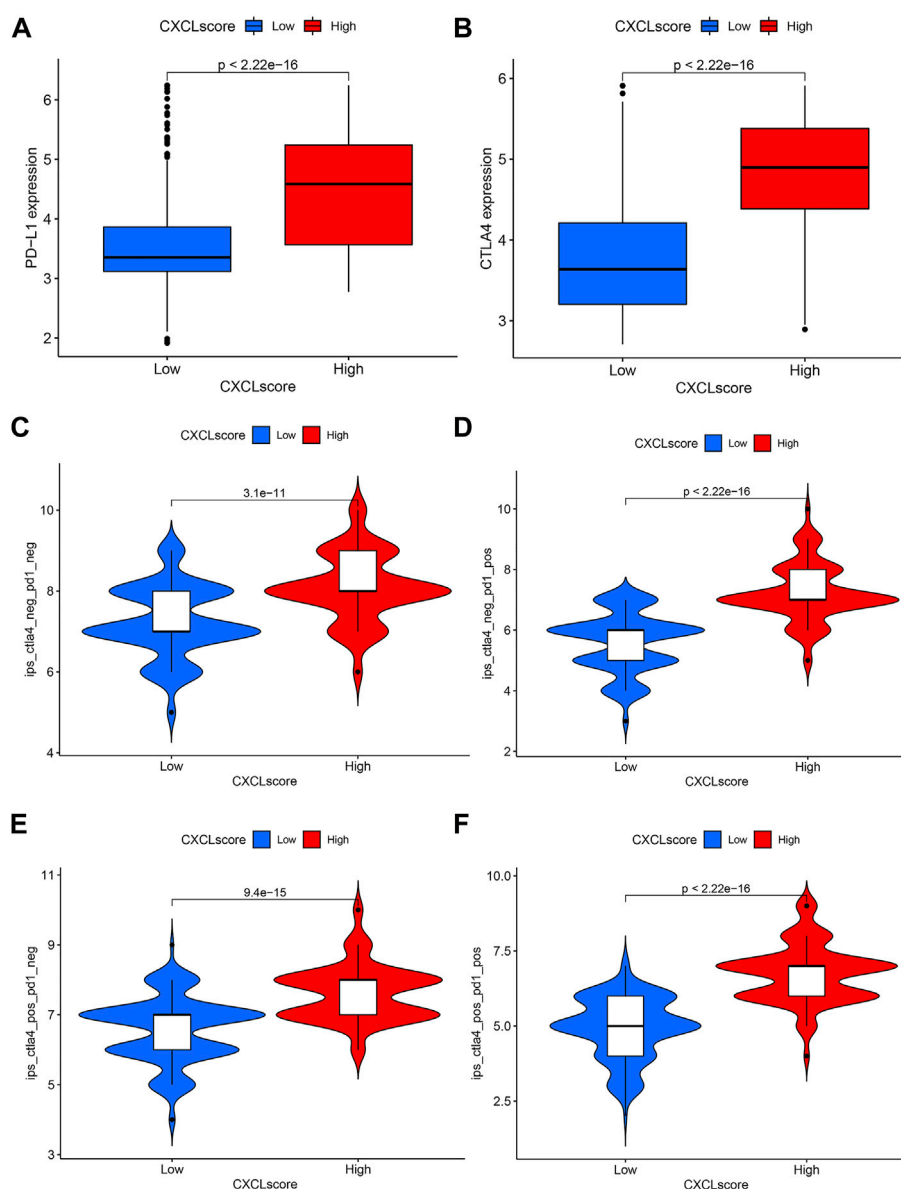 A
CXCLscore Low High
p < 2.22e−16
6
5
4
3
2
PD−L1 expression
Low High
CXCLscore
B
CXCLscore Low High
p < 2.22e−16
6
5
4
3
CTLA4 expression
Low High
CXCLscore
C
CXCLscore Low High
3.1e−11
10
8
6
4
ips_ctla4_neg_pd1_neg
Low High
CXCLscore
D
CXCLscore Low High
p < 2.22e−16
10
8
6
4
2
ips_ctla4_neg_pd1_pos
Low High
CXCLscore
E
CXCLscore Low High
9.4e−15
11
9
7
5
3
ips_ctla4_pos_pd1_neg
Low High
CXCLscore
F
CXCLscore Low High
p < 2.22e−16
10.0
7.5
5.0
2.5
ips_ctla4_pos_pd1_pos
Low High
CXCLscore